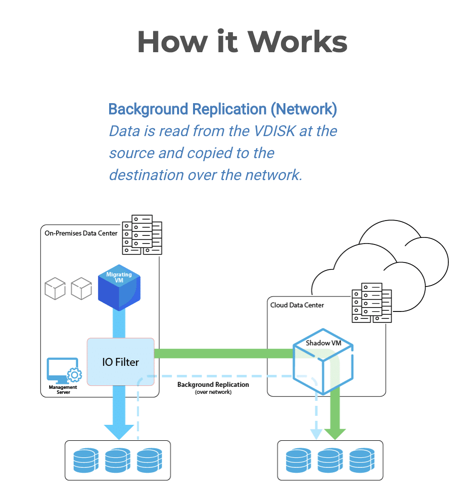 How it Works
Background Replication (Network)
Data is read from the VDISK at the
source and copied to the
destination over the network.
On-Premises Data Center
Migrating
VM
Cloud Data Center
Shadow VM
IO Filter
Management
Server
Background Replication
(over network)